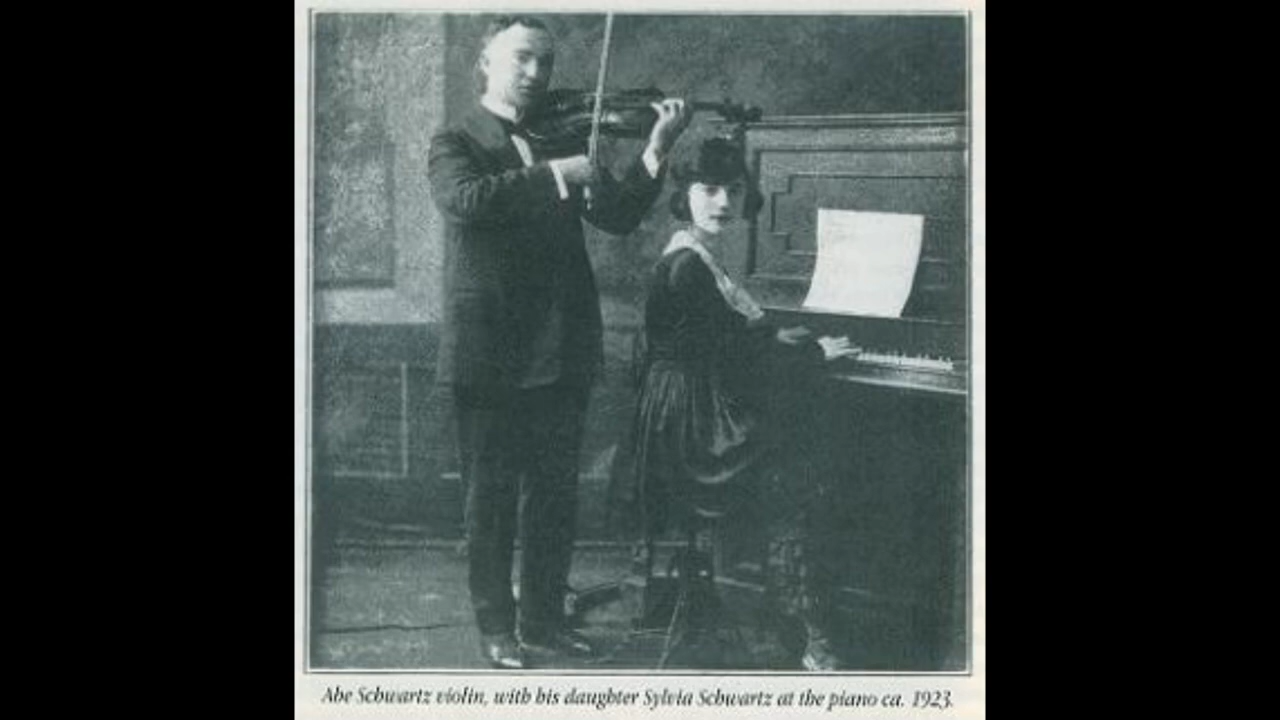 Abe Schwartz violin, with his daughter Sylvia Schwartz at the piano ca. 1923.